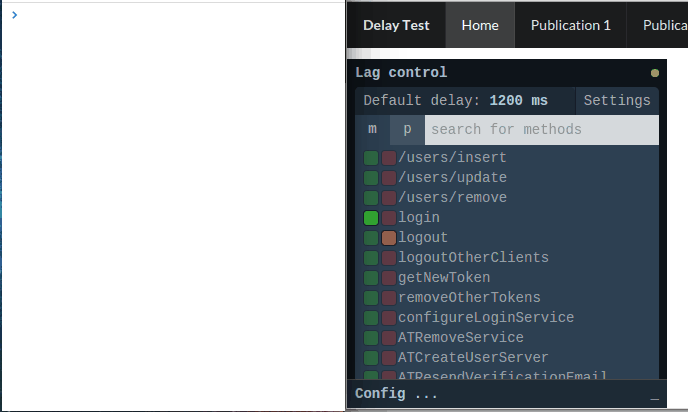 Delay Test Home Publication 1 Publica
Lag control
Default delay: 1200 ms Settings
m p search for methods
/users/insert
/users/update
/users/remove
login
logout
logoutOtherClients
getNewToken
removeOtherTokens
configureLoginService
ATRemoveService
ATCreateUserServer
ATResendVerificationEmail
Config ... _